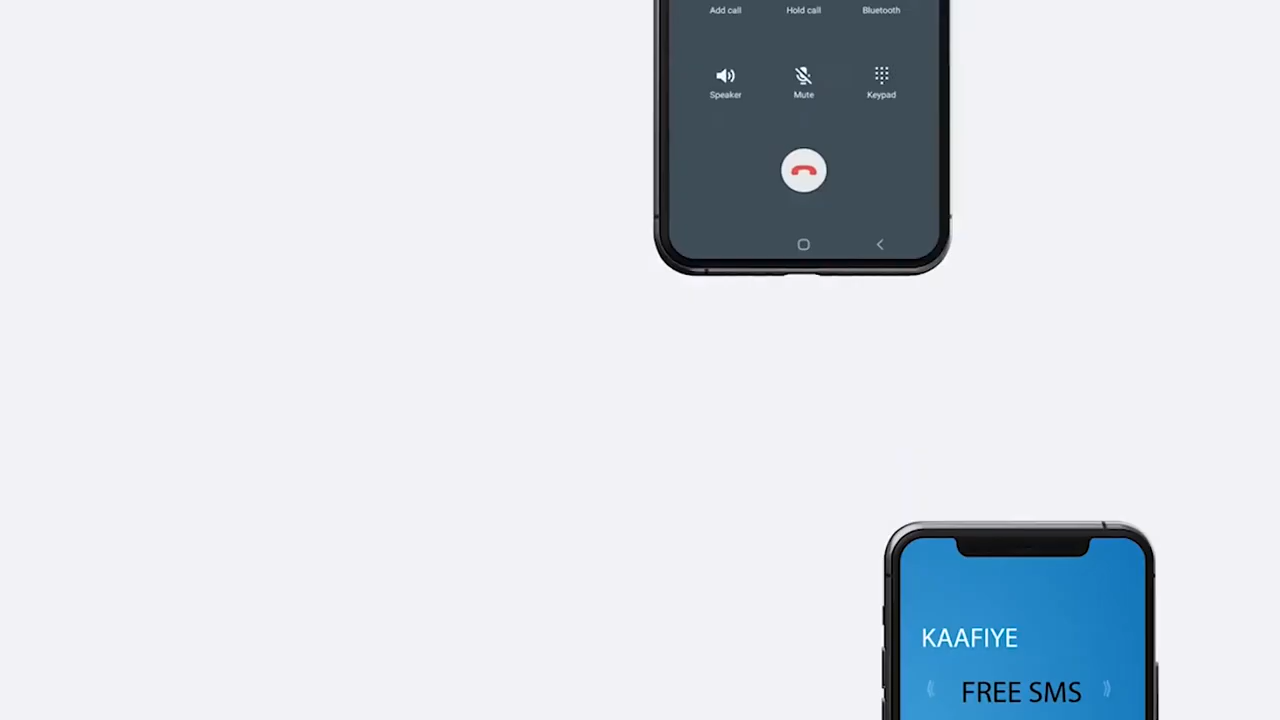 Add call Hold call Bluetooth
Speaker Mute Keypad
KAAFIYE
FREE SMS